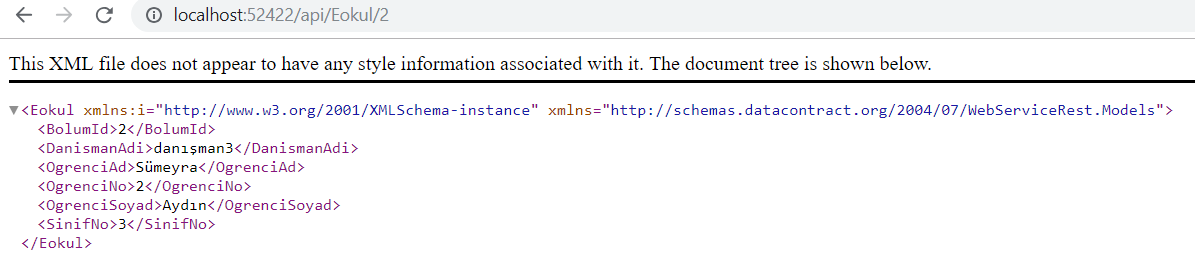 localhost:52422/api/Eokul/2
This XML file does not appear to have any style information associated with it. The document tree is shown below.
▼<Eokul xmlns:i="http://www.w3.org/2001/XMLSchema-instance" xmlns="http://schemas.datacontract.org/2004/07/WebServiceRest.Models">
<BolumId>2</BolumId>
<DanismanAdi>danışman3</DanismanAdi>
<OgrenciAd>Sümeyra</OgrenciAd>
<OgrenciNo>2</OgrenciNo>
<OgrenciSoyad>Aydın</OgrenciSoyad>
<SinifNo>3</SinifNo>
</Eokul>